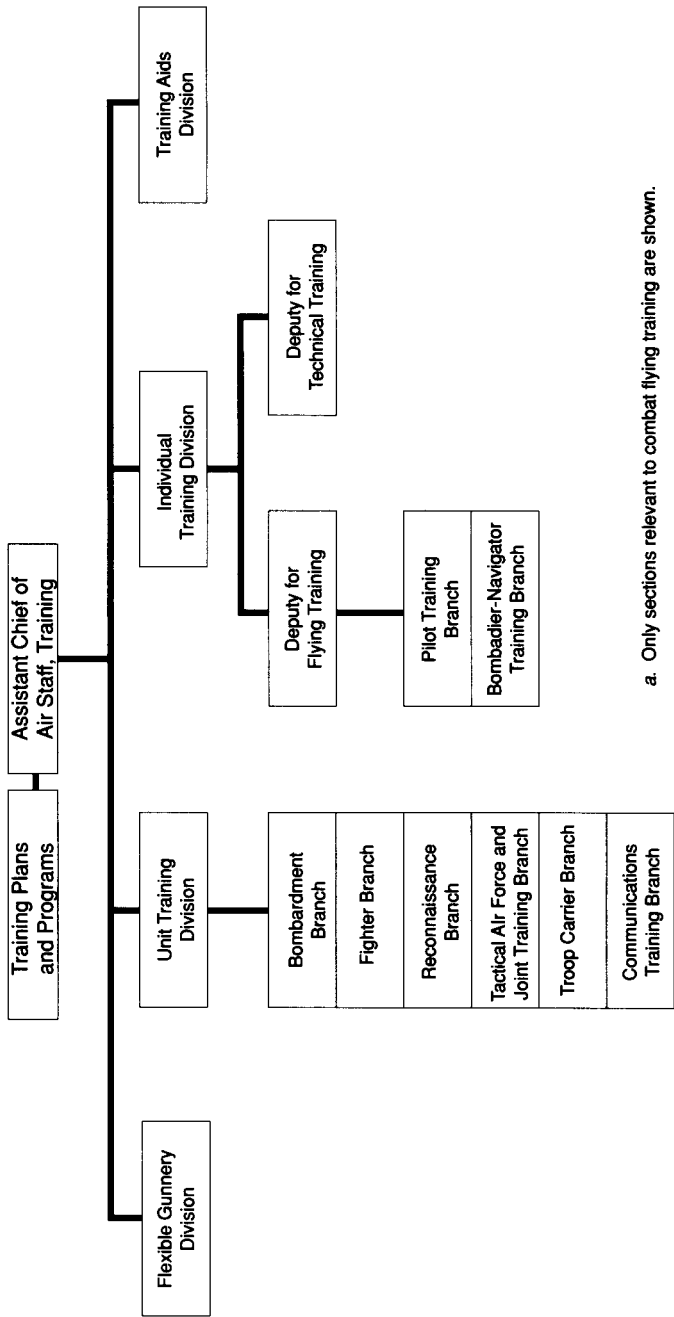 Training Plans
and Programs
Assistant Chief of
Air Staff, Training
Flexible Gunnery
Division
Unit Training
Division
Individual
Training Division
Training Aids
Division
Bombardment
Branch
Fighter Branch
Reconnaissance
Branch
Tactical Air Force and
Joint Training Branch
Troop Carrier Branch
Communications
Training Branch
Deputy for
Flying Training
Deputy for
Technical Training
Pilot Training
Branch
Bombadier-Navigator
Training Branch
a. Only sections relevant to combat flying training are shown.